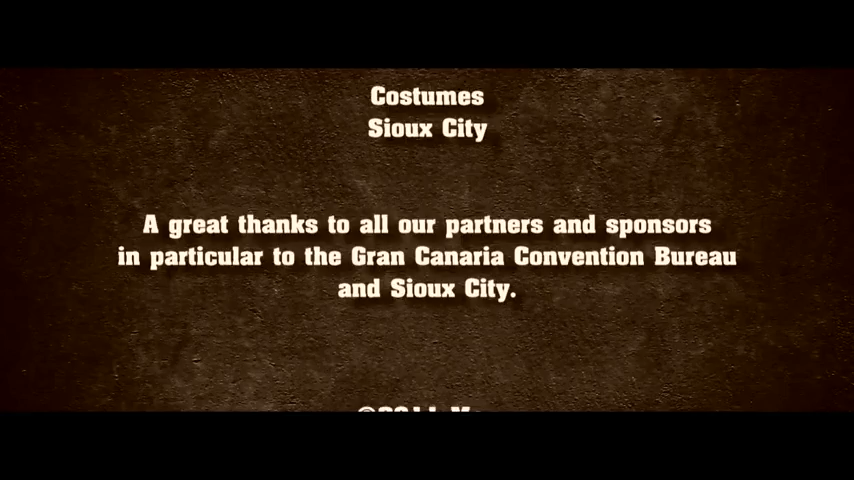 Costumes
Sioux City
A great thanks to all our partners and sponsors
in particular to the Gran Canaria Convention Bureau
and Sioux City.